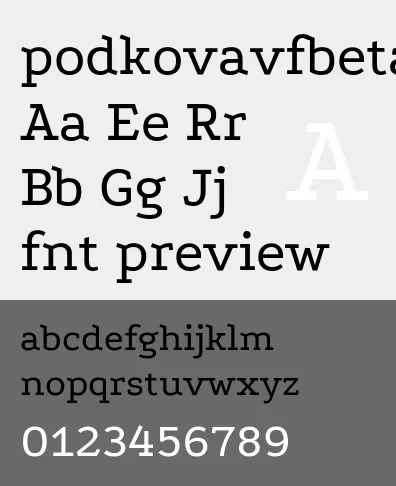 podkovavfbeta
Aa Ee Rr
A
Bb Gg Jj
fnt preview
abcdefghijklm
nopqrstuvwxyz
0123456789